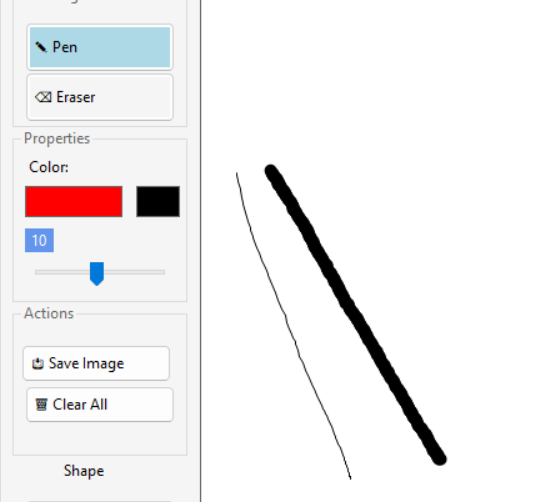 Pen
Eraser
Properties
Color:
10
Actions
Save Image
Clear All
Shape